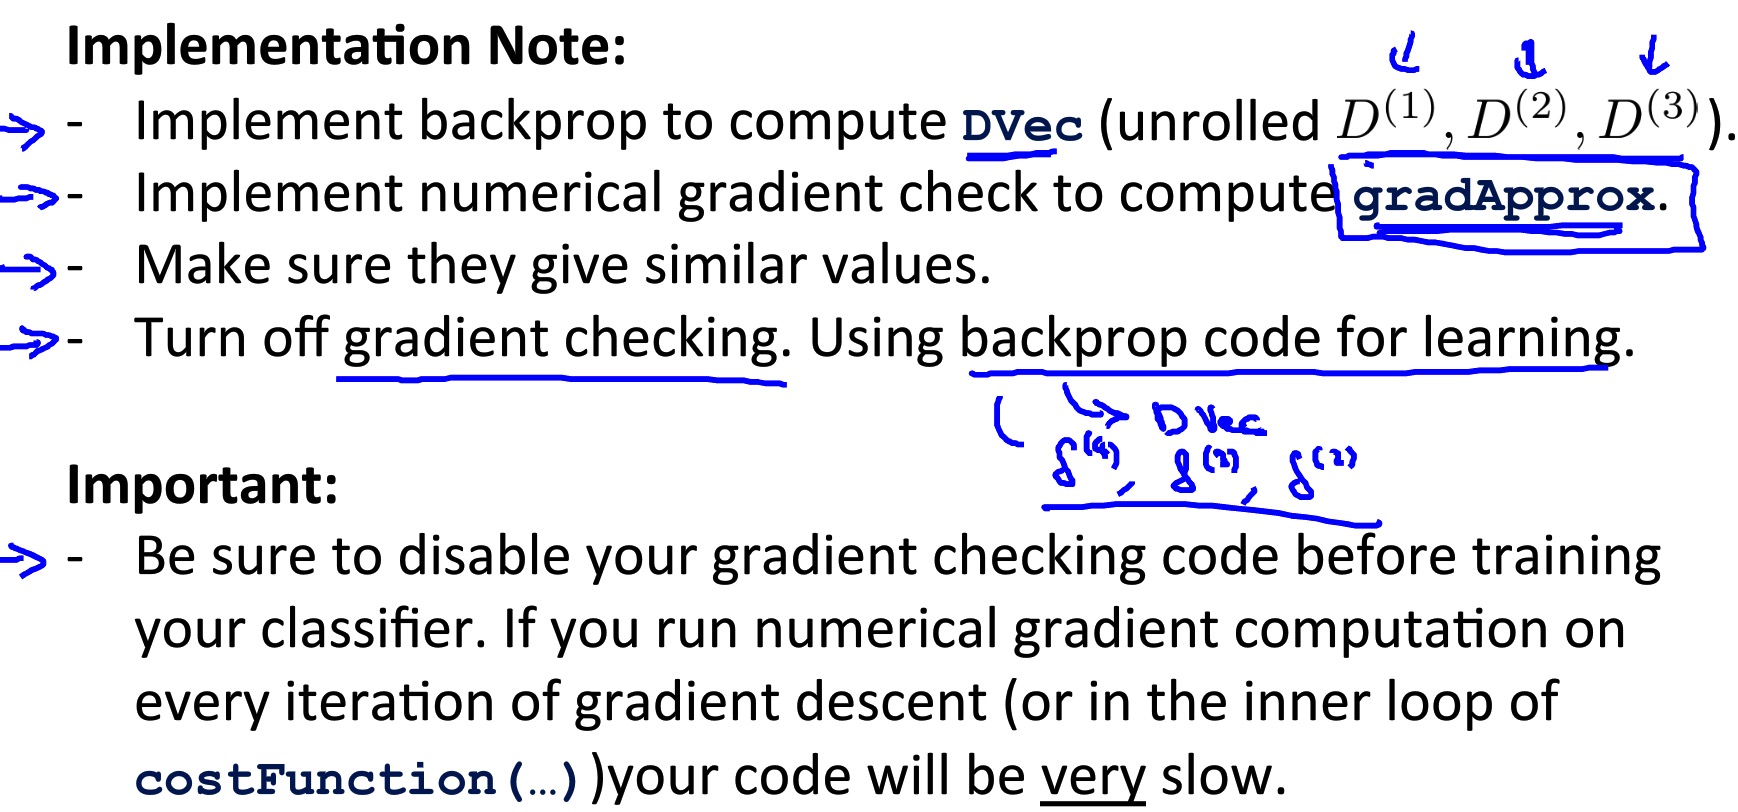 Implementation Note:
- Implement backprop to compute DVec (unrolled D^(1), D^(2), D^(3)).
- Implement numerical gradient check to compute gradApprox.
- Make sure they give similar values.
- Turn off gradient checking. Using backprop code for learning.
DVec
δ^(4), δ^(3), δ^(2)
Important:
- Be sure to disable your gradient checking code before training
your classifier. If you run numerical gradient computation on
every iteration of gradient descent (or in the inner loop of
costFunction(…))your code will be very slow.